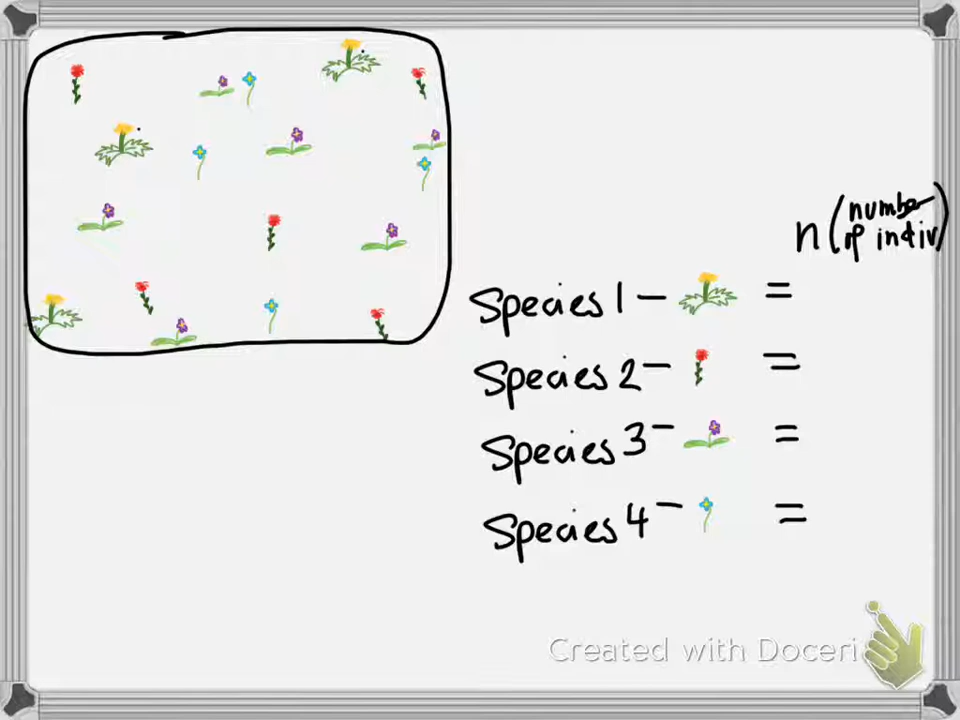 n (number
of indiv)
Species 1 - =
Species 2 - =
Species 3 - =
Species 4 - =
Created with Doceri